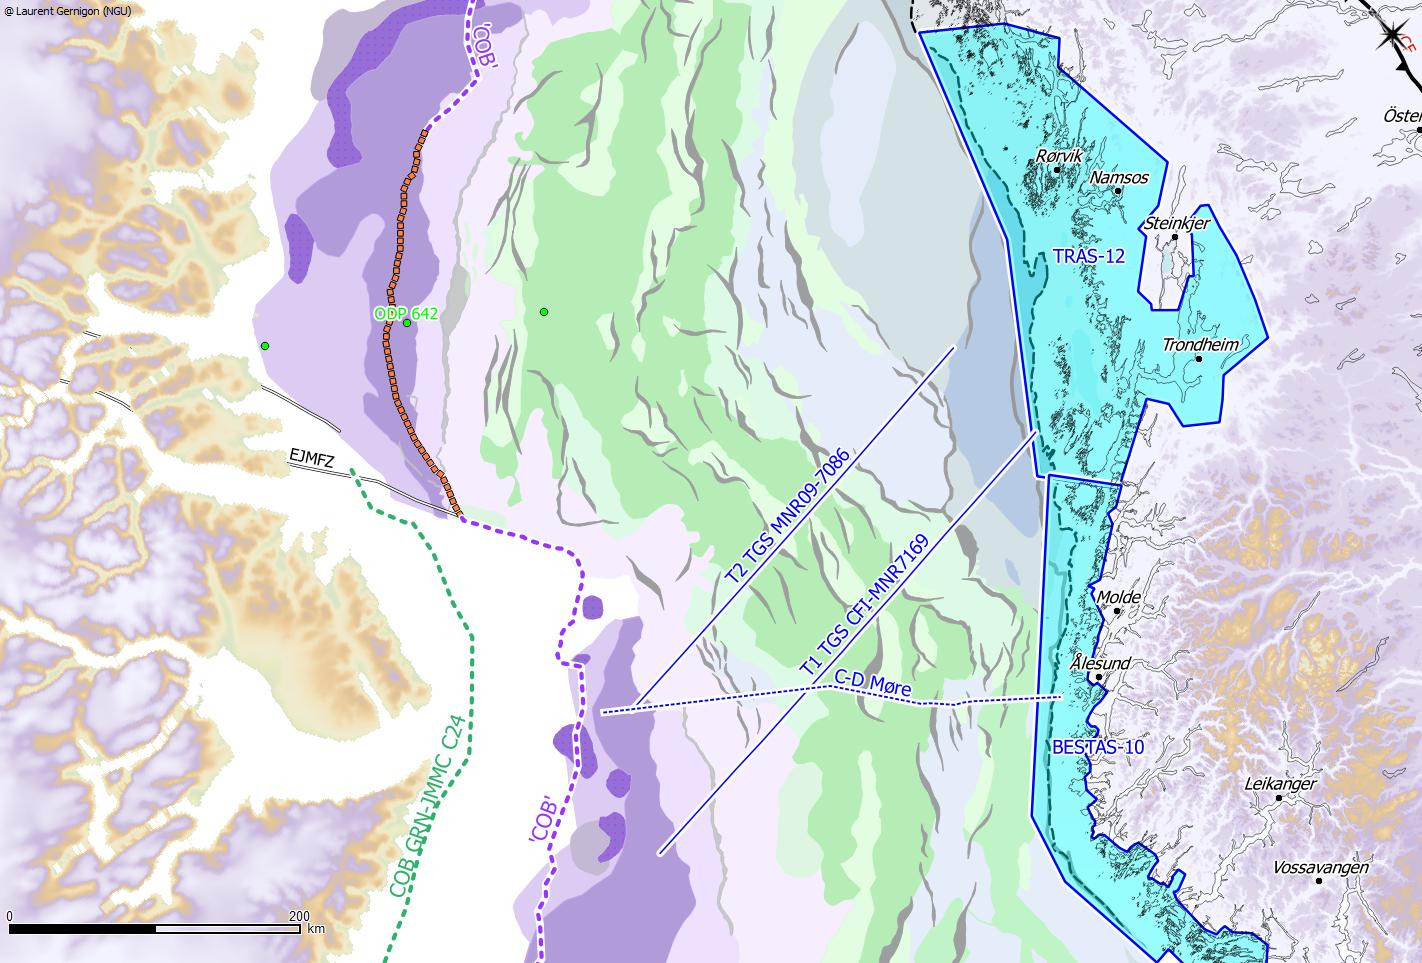 @ Laurent Gernigon (NGU)
'COB'
CF
Rørvik
Namsos
Steinkjer
TRAS-12
ODP 642
Trondheim
EJMFZ
T2 TGS MNR09-7086
T1 TGS CFI-MNR7169
Molde
Ålesund
C-D Møre
BESTAS-10
COB GRN-JMMC C24
'COB'
Leikanger
Vossavangen
0 200
km